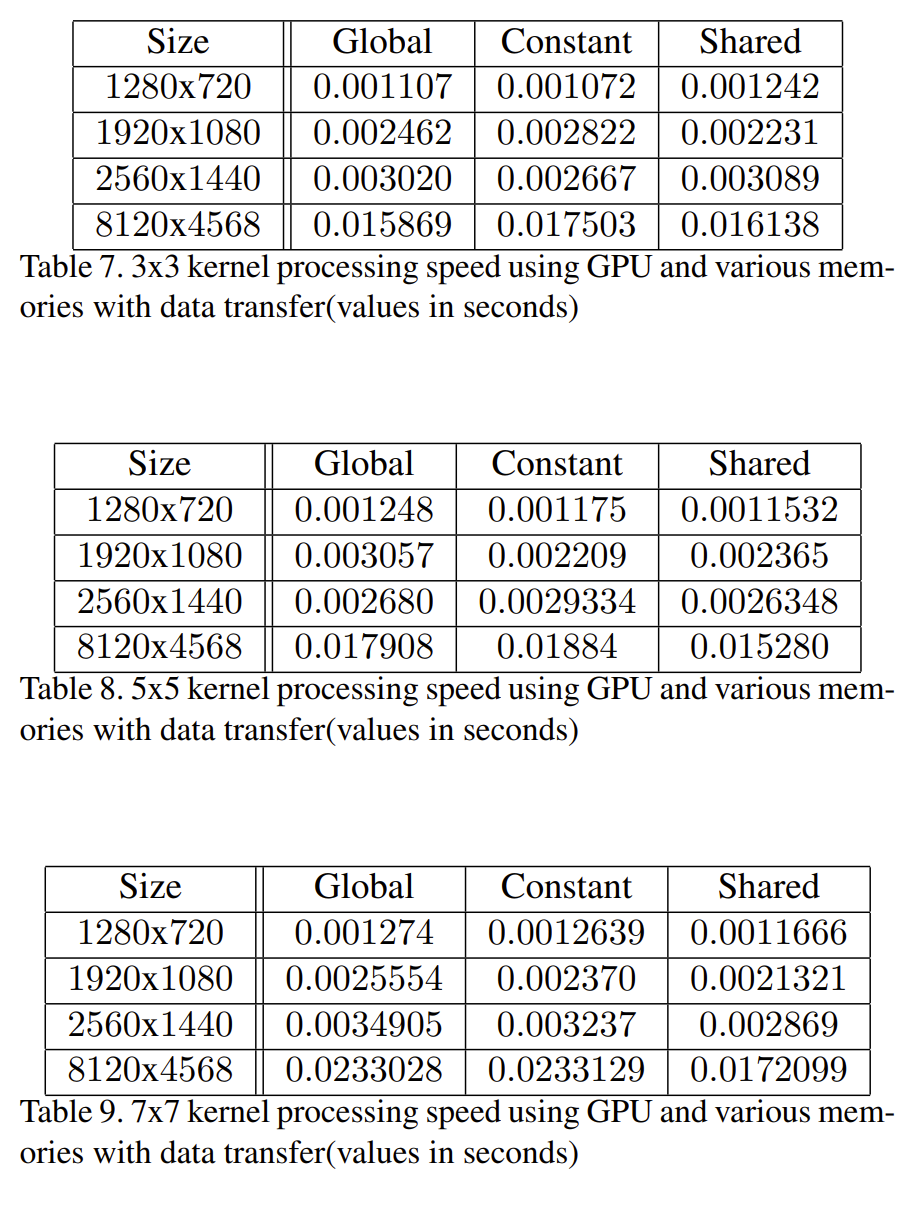 Size Global Constant Shared
1280x720 0.001107 0.001072 0.001242
1920x1080 0.002462 0.002822 0.002231
2560x1440 0.003020 0.002667 0.003089
8120x4568 0.015869 0.017503 0.016138
Table 7. 3x3 kernel processing speed using GPU and various mem-
ories with data transfer(values in seconds)
Size Global Constant Shared
1280x720 0.001248 0.001175 0.0011532
1920x1080 0.003057 0.002209 0.002365
2560x1440 0.002680 0.0029334 0.0026348
8120x4568 0.017908 0.01884 0.015280
Table 8. 5x5 kernel processing speed using GPU and various mem-
ories with data transfer(values in seconds)
Size Global Constant Shared
1280x720 0.001274 0.0012639 0.0011666
1920x1080 0.0025554 0.002370 0.0021321
2560x1440 0.0034905 0.003237 0.002869
8120x4568 0.0233028 0.0233129 0.0172099
Table 9. 7x7 kernel processing speed using GPU and various mem-
ories with data transfer(values in seconds)